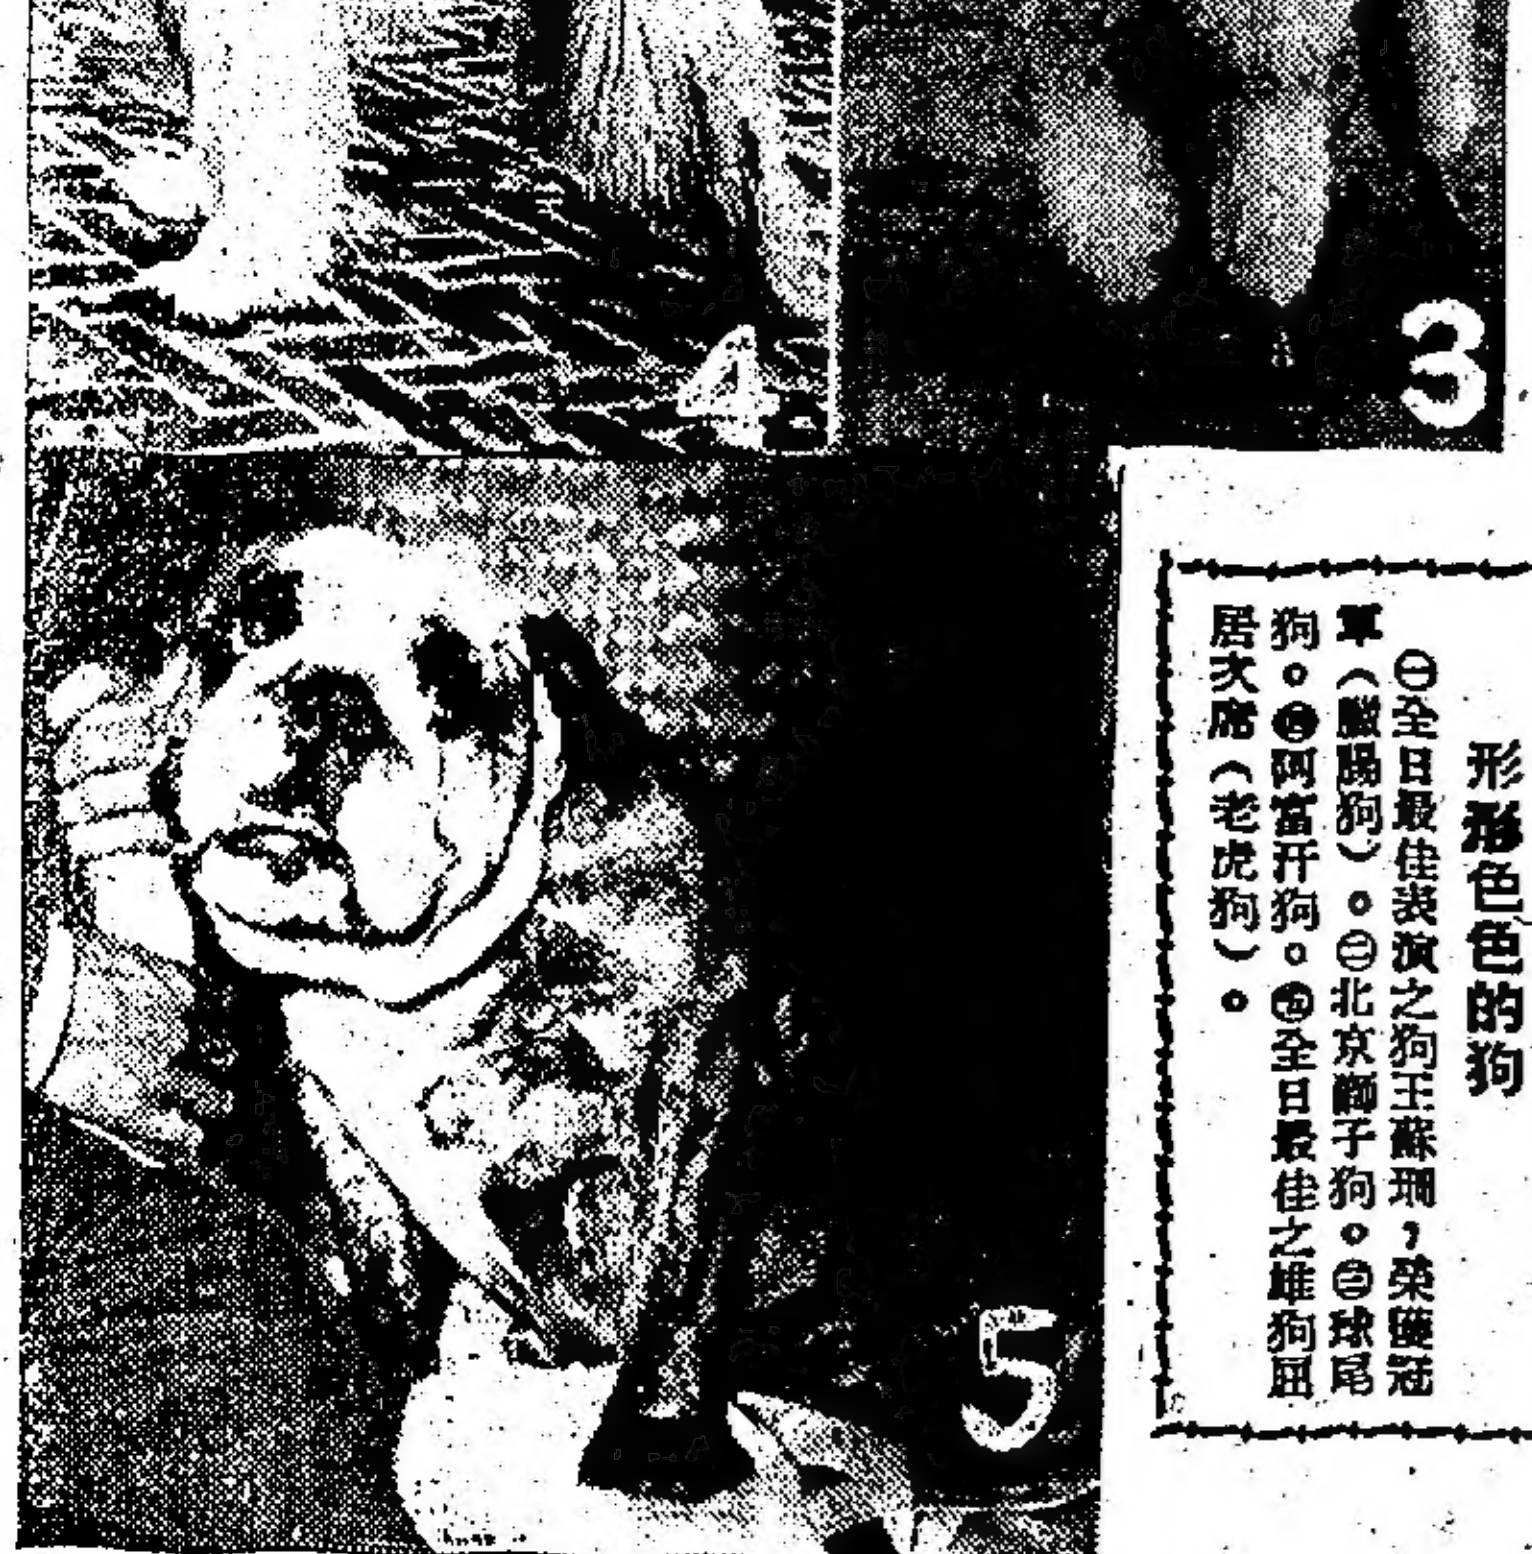 形形色色的狗
㊀全日最佳表演之狗王蘇珊,榮獲冠
軍(臘腸狗)。㊁北京獅子狗。㊂球尾
狗。㊃阿富汗狗。㊄全日最佳之雄狗屈
居次席(老虎狗)。
4
3
5